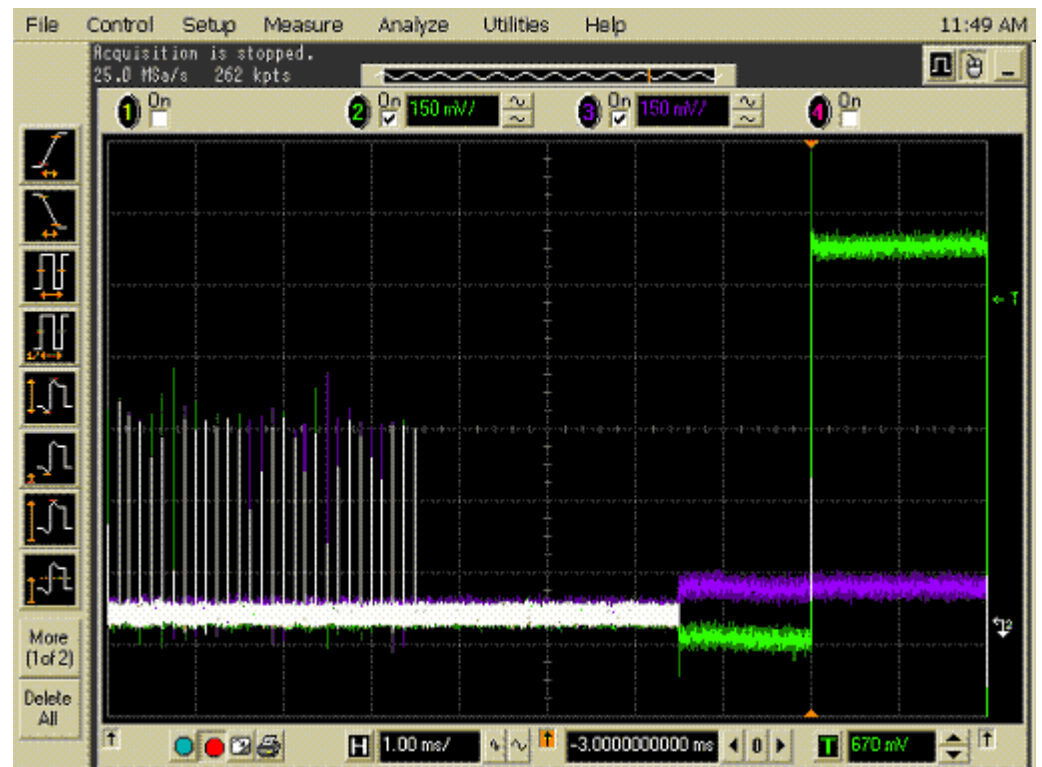 File Control Setup Measure Analyze Utilities Help 11:49 AM
Acquisition is stopped.
25.0 MSa/s 262 kpts
1 On 2 On 150 mV/ 3 On 150 mV/ 4 On
T
2
More
(1of 2)
Delete
All
H 1.00 ms/ -3.0000000000 ms 0 T 670 mV